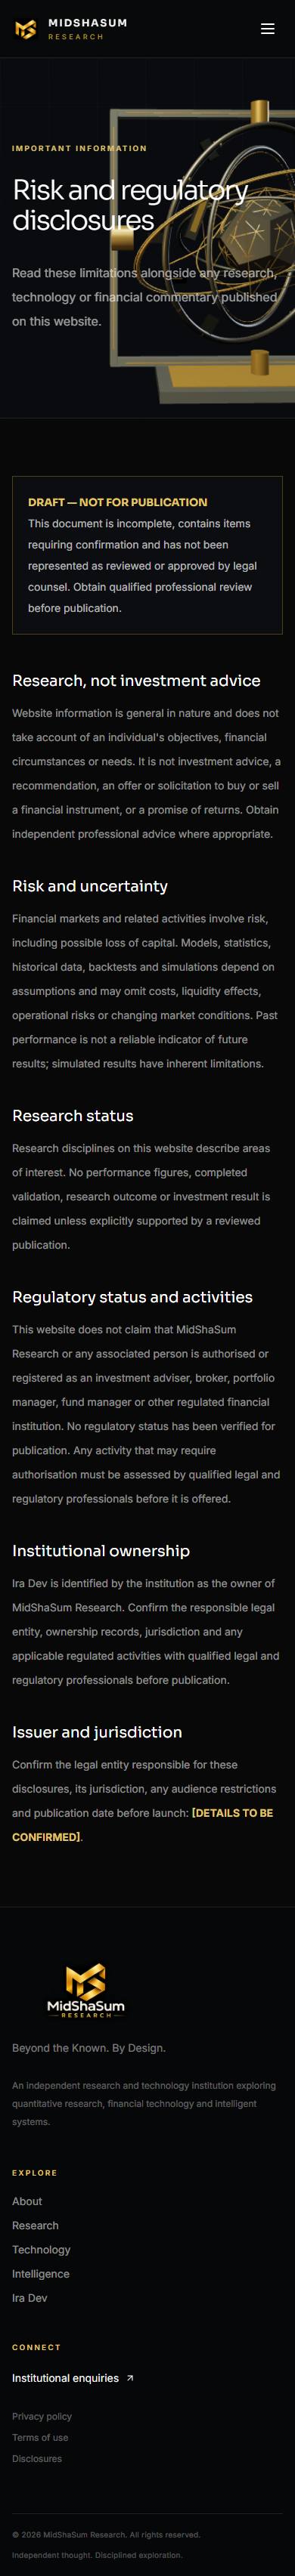 MIDSHASUM
RESEARCH
IMPORTANT INFORMATION
Risk and regulatory
disclosures
Read these limitations alongside any research,
technology or financial commentary published
on this website.
DRAFT — NOT FOR PUBLICATION
This document is incomplete, contains items
requiring confirmation and has not been
represented as reviewed or approved by legal
counsel. Obtain qualified professional review
before publication.
Research, not investment advice
Website information is general in nature and does not
take account of an individual's objectives, financial
circumstances or needs. It is not investment advice, a
recommendation, an offer or solicitation to buy or sell
a financial instrument, or a promise of returns. Obtain
independent professional advice where appropriate.
Risk and uncertainty
Financial markets and related activities involve risk,
including possible loss of capital. Models, statistics,
historical data, backtests and simulations depend on
assumptions and may omit costs, liquidity effects,
operational risks or changing market conditions. Past
performance is not a reliable indicator of future
results; simulated results have inherent limitations.
Research status
Research disciplines on this website describe areas
of interest. No performance figures, completed
validation, research outcome or investment result is
claimed unless explicitly supported by a reviewed
publication.
Regulatory status and activities
This website does not claim that MidShaSum
Research or any associated person is authorised or
registered as an investment adviser, broker, portfolio
manager, fund manager or other regulated financial
institution. No regulatory status has been verified for
publication. Any activity that may require
authorisation must be assessed by qualified legal and
regulatory professionals before it is offered.
Institutional ownership
Ira Dev is identified by the institution as the owner of
MidShaSum Research. Confirm the responsible legal
entity, ownership records, jurisdiction and any
applicable regulated activities with qualified legal and
regulatory professionals before publication.
Issuer and jurisdiction
Confirm the legal entity responsible for these
disclosures, its jurisdiction, any audience restrictions
and publication date before launch: [DETAILS TO BE
CONFIRMED].
MidShaSum
RESEARCH
Beyond the Known. By Design.
An independent research and technology institution exploring
quantitative research, financial technology and intelligent
systems.
EXPLORE
About
Research
Technology
Intelligence
Ira Dev
CONNECT
Institutional enquiries
Privacy policy
Terms of use
Disclosures
© 2026 MidShaSum Research. All rights reserved.
Independent thought. Disciplined exploration.